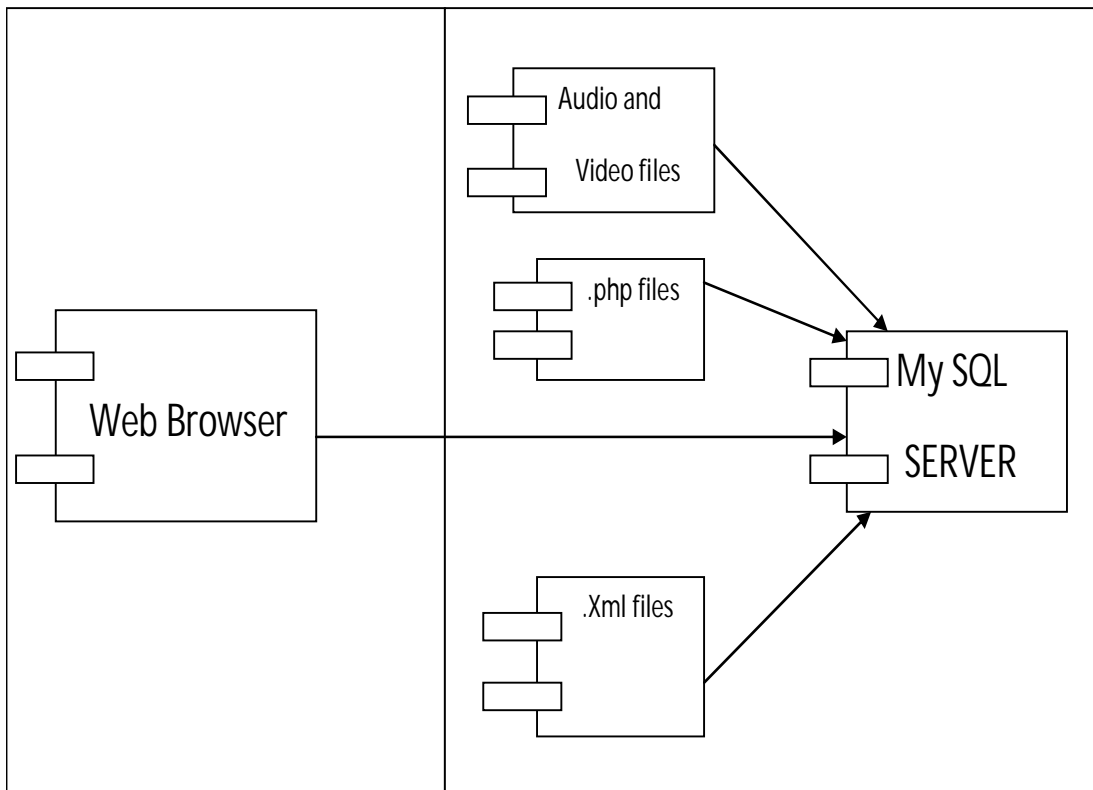 Audio and
Video files
.php files
Web Browser
My SQL
SERVER
.Xml files